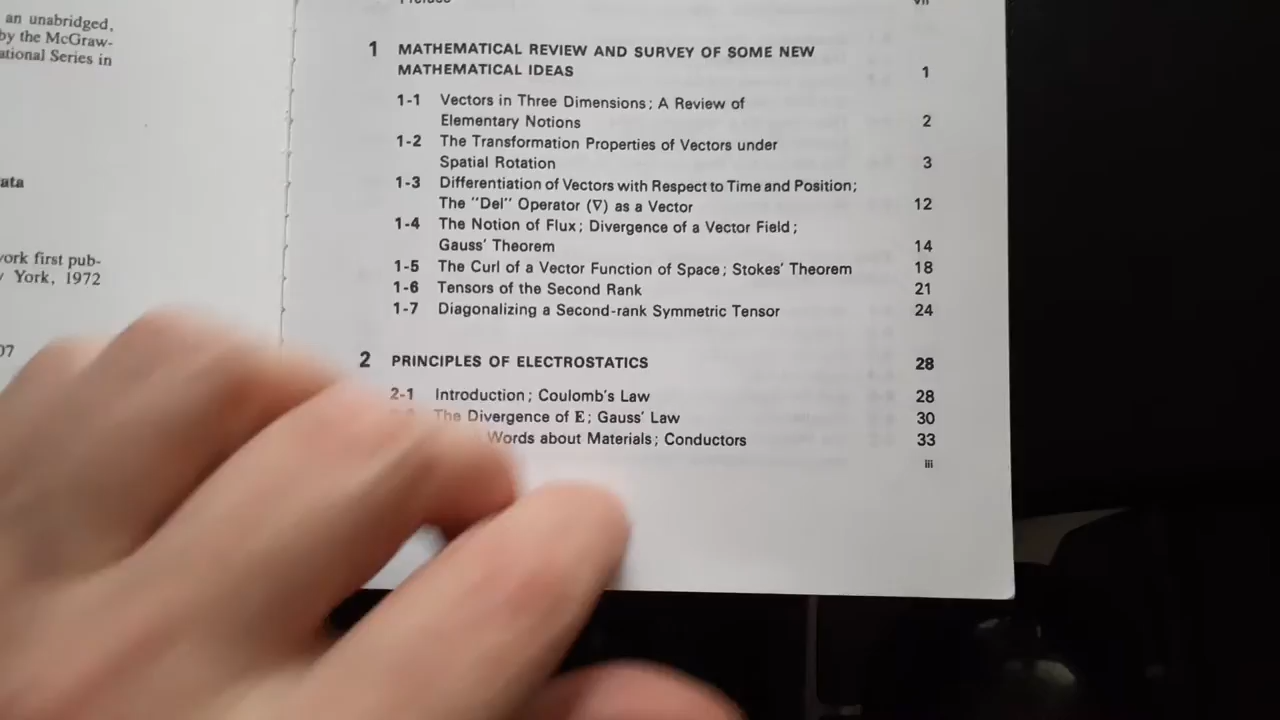 an unabridged,
by the McGraw-
ational Series in
ata
work first pub-
York, 1972
07
vii
1 MATHEMATICAL REVIEW AND SURVEY OF SOME NEW
MATHEMATICAL IDEAS 1
1-1 Vectors in Three Dimensions; A Review of
Elementary Notions 2
1-2 The Transformation Properties of Vectors under
Spatial Rotation 3
1-3 Differentiation of Vectors with Respect to Time and Position;
The "Del" Operator (∇) as a Vector 12
1-4 The Notion of Flux; Divergence of a Vector Field;
Gauss' Theorem 14
1-5 The Curl of a Vector Function of Space; Stokes' Theorem 18
1-6 Tensors of the Second Rank 21
1-7 Diagonalizing a Second-rank Symmetric Tensor 24
2 PRINCIPLES OF ELECTROSTATICS 28
2-1 Introduction; Coulomb's Law 28
The Divergence of E; Gauss' Law 30
Words about Materials; Conductors 33
iii